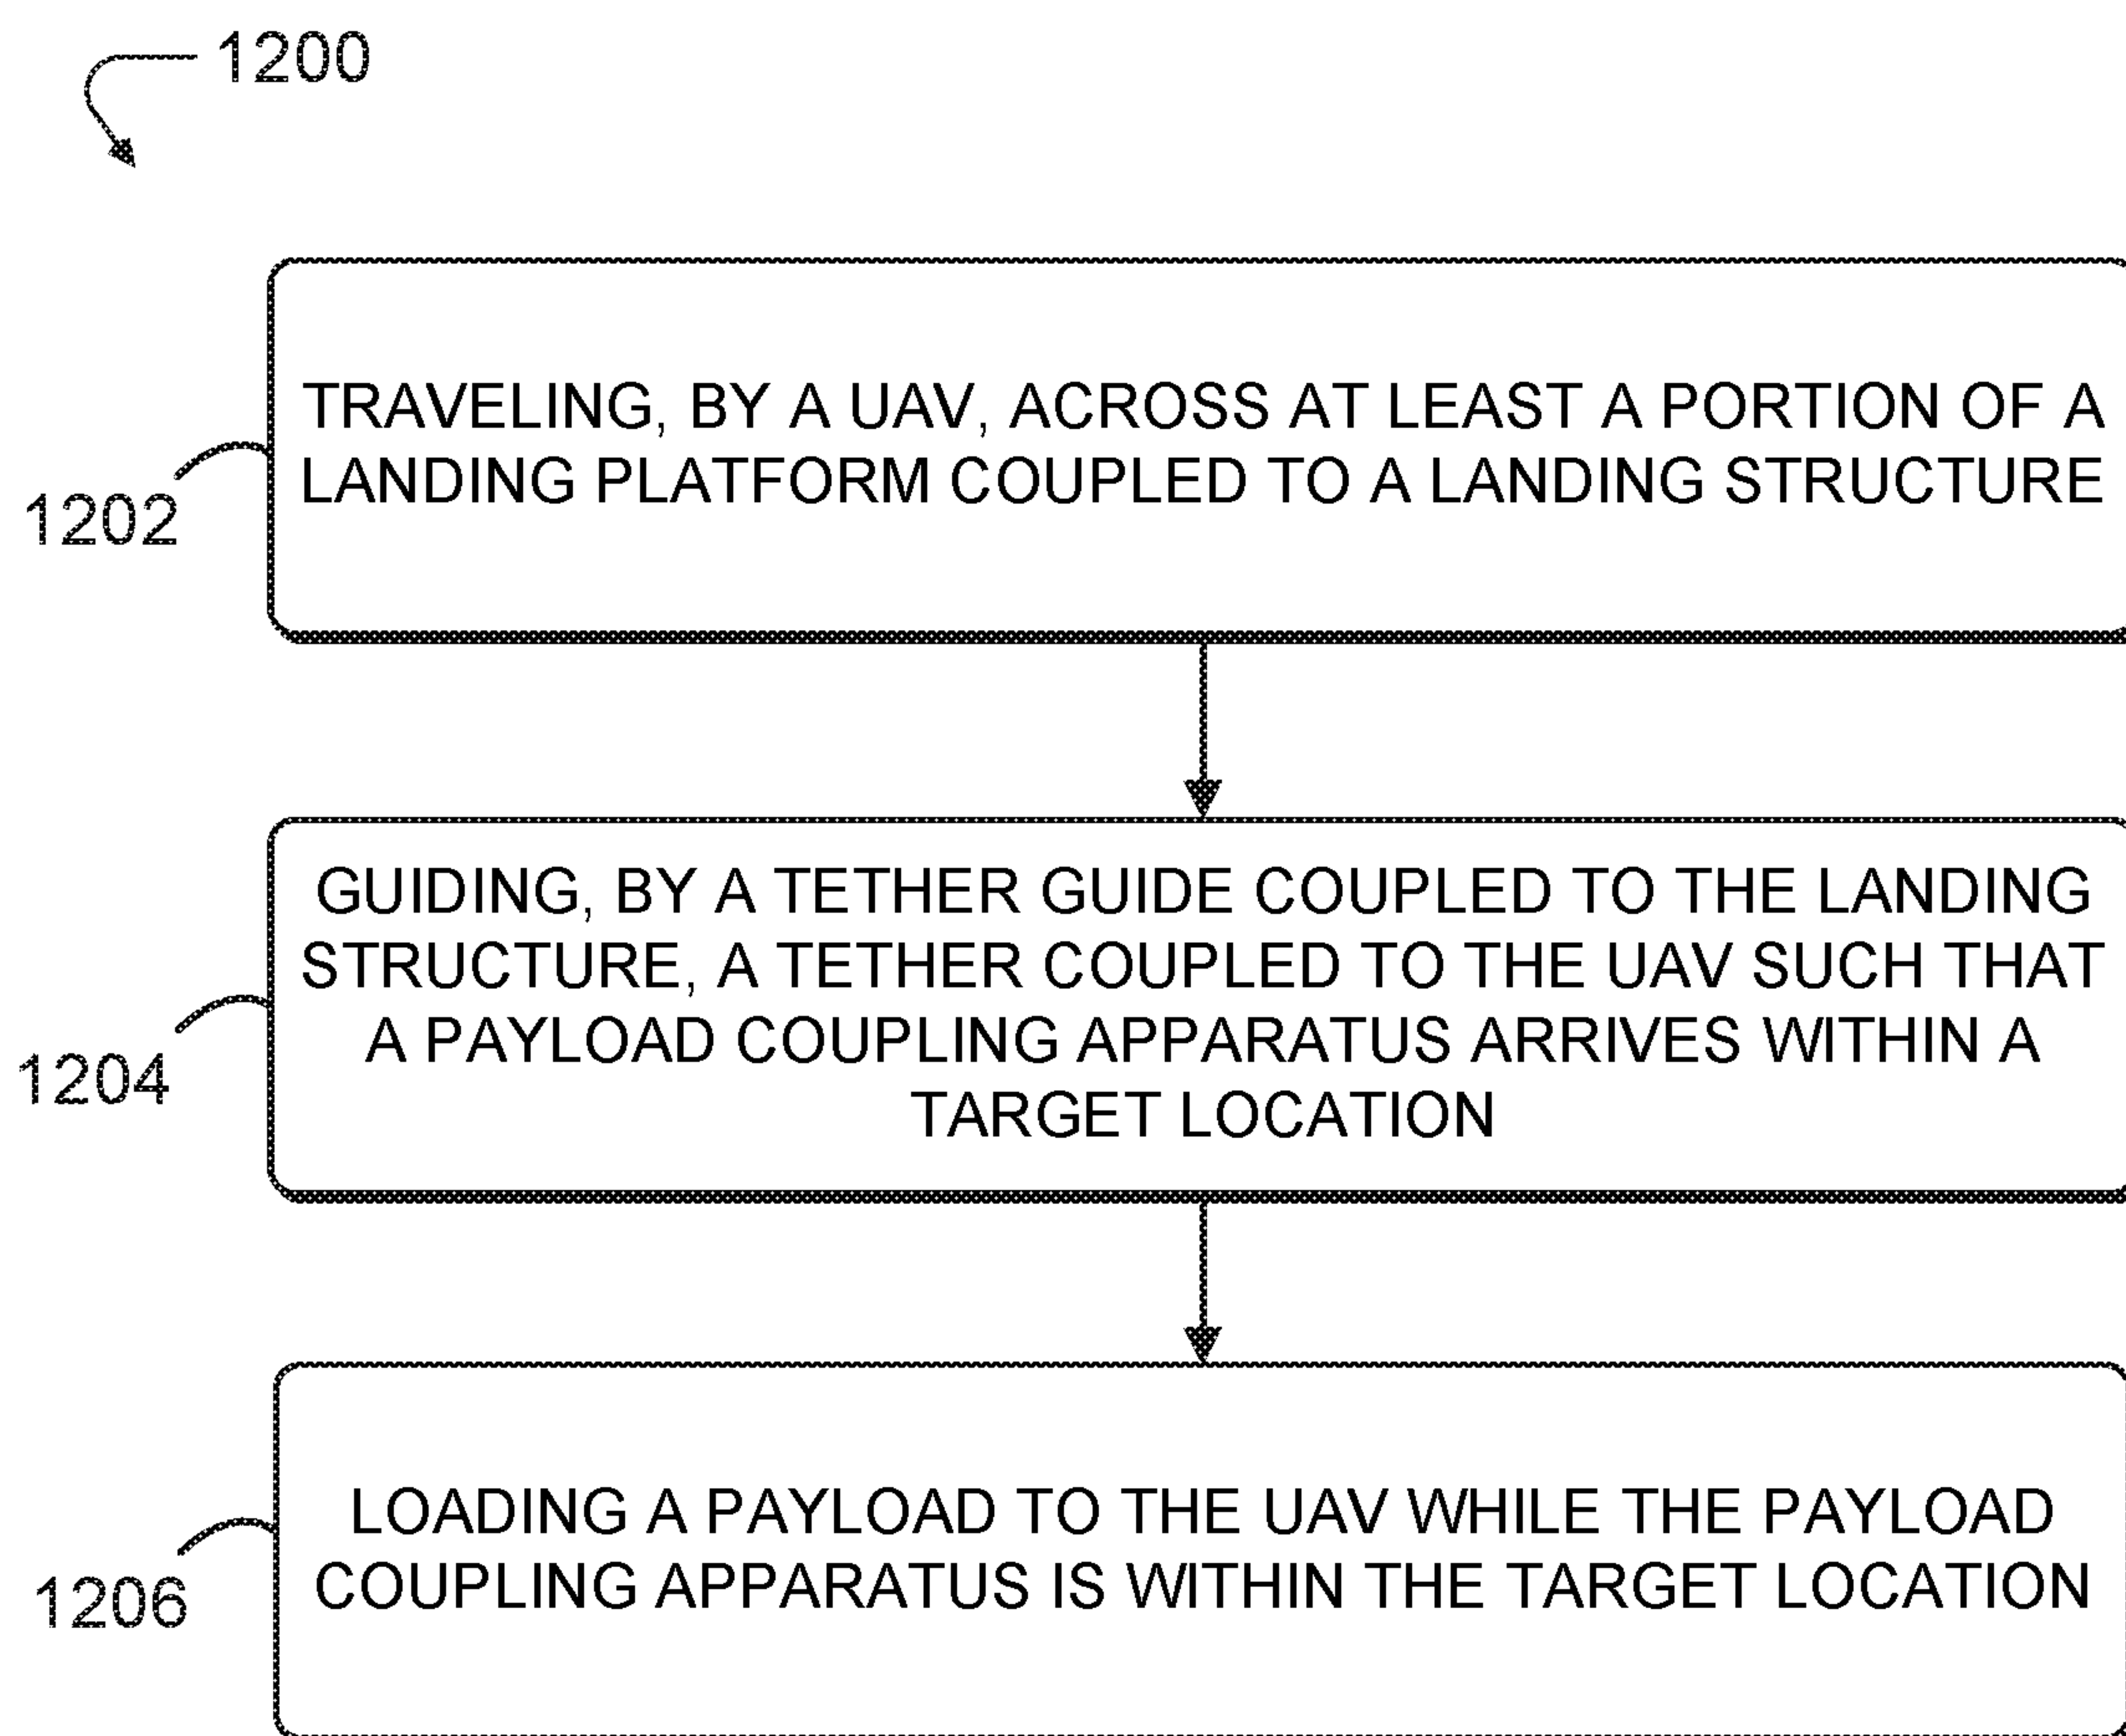 1200
TRAVELING, BY A UAV, ACROSS AT LEAST A PORTION OF A
LANDING PLATFORM COUPLED TO A LANDING STRUCTURE
1202
GUIDING, BY A TETHER GUIDE COUPLED TO THE LANDING
STRUCTURE, A TETHER COUPLED TO THE UAV SUCH THAT
A PAYLOAD COUPLING APPARATUS ARRIVES WITHIN A
TARGET LOCATION
1204
LOADING A PAYLOAD TO THE UAV WHILE THE PAYLOAD
COUPLING APPARATUS IS WITHIN THE TARGET LOCATION
1206